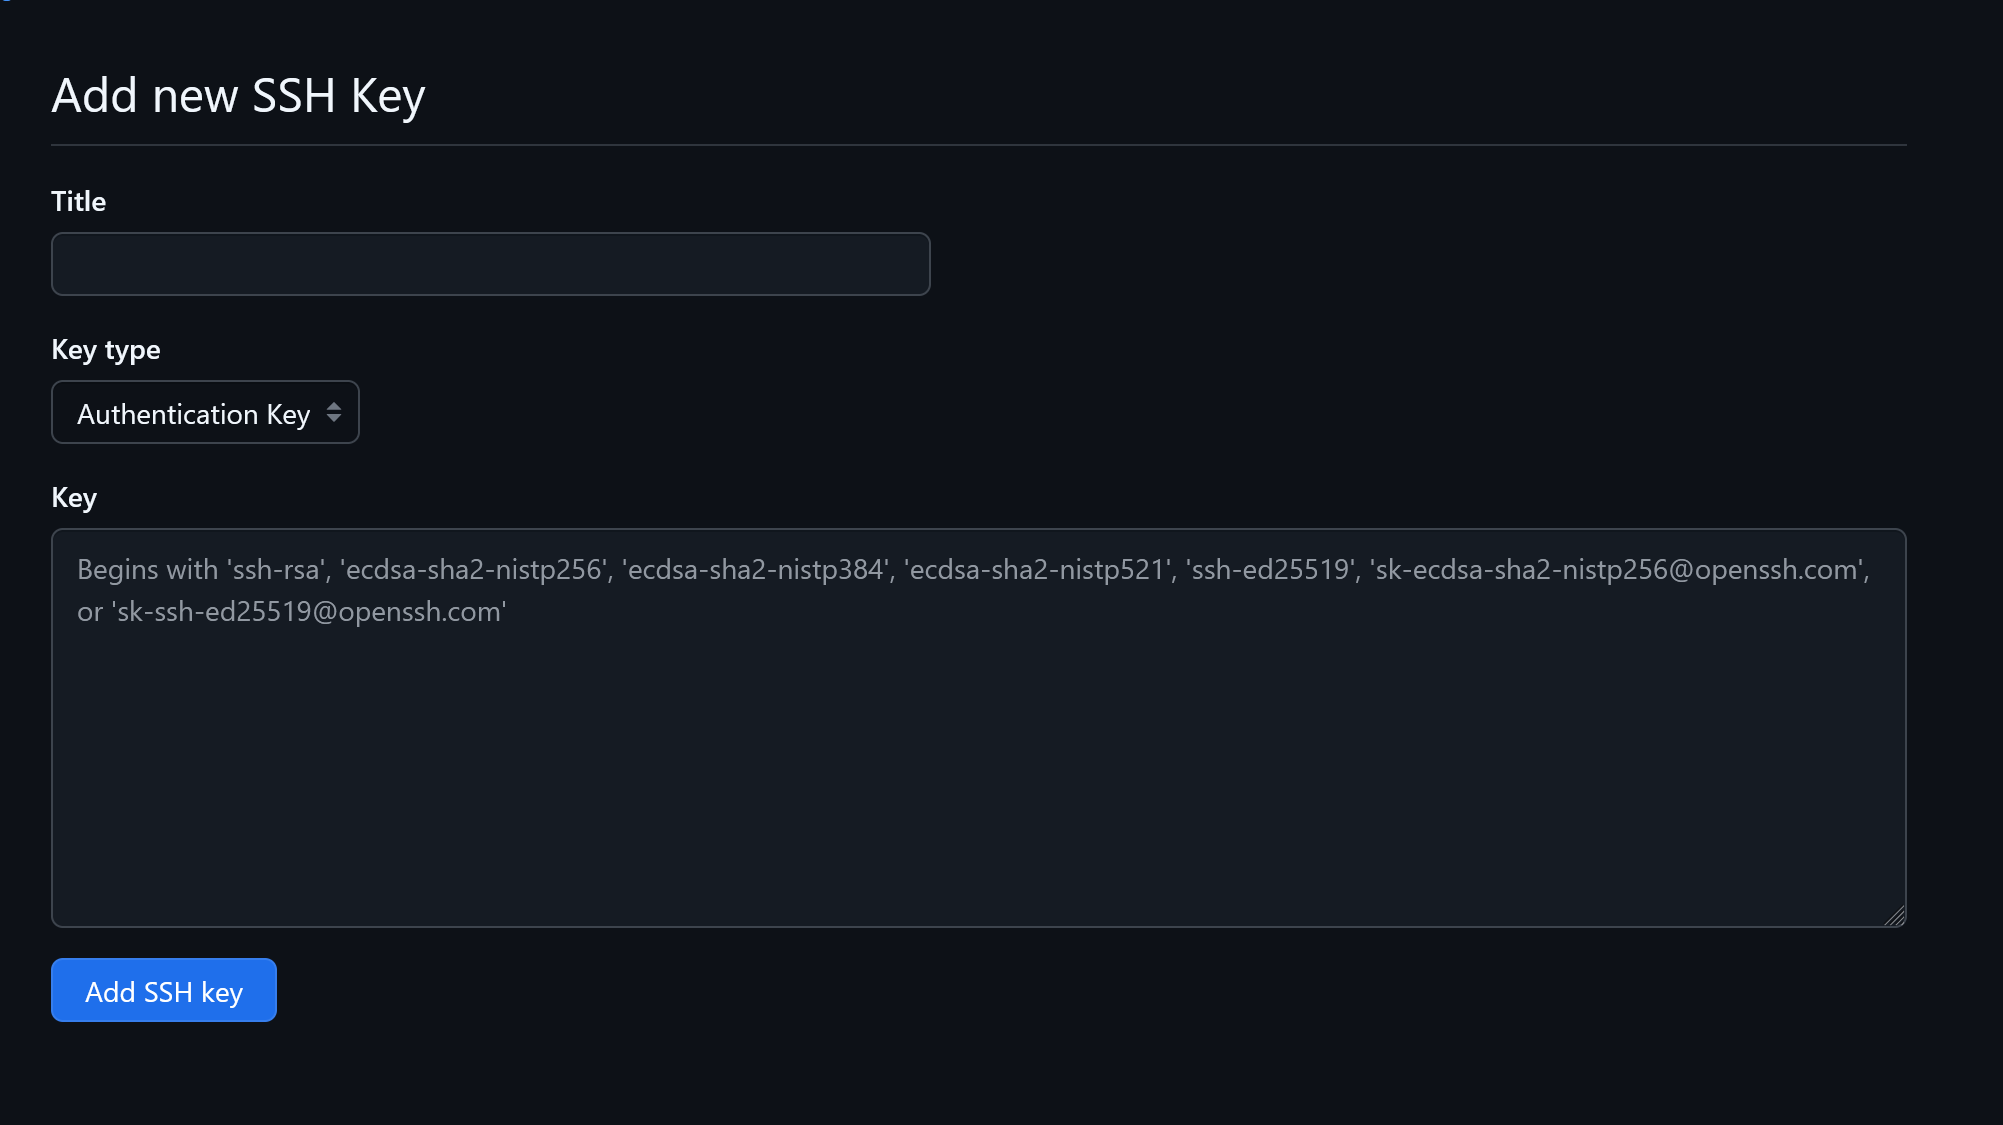 Add new SSH Key
Title
Key type
Authentication Key
Key
Begins with 'ssh-rsa', 'ecdsa-sha2-nistp256', 'ecdsa-sha2-nistp384', 'ecdsa-sha2-nistp521', 'ssh-ed25519', 'sk-ecdsa-sha2-nistp256@openssh.com',
or 'sk-ssh-ed25519@openssh.com'
Add SSH key